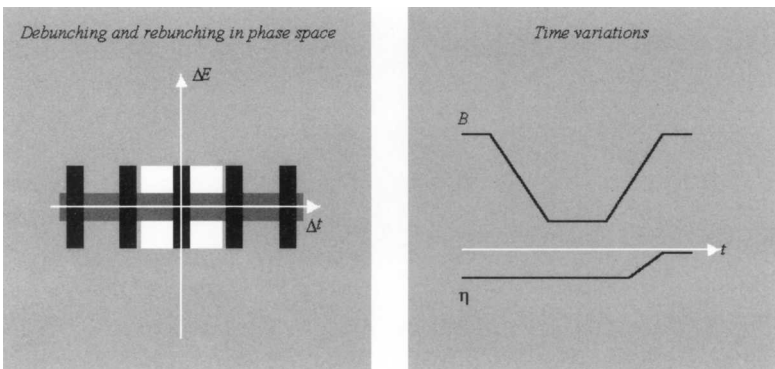 Debunching and rebunching in phase space
ΔE
Δt
Time variations
B
t
η